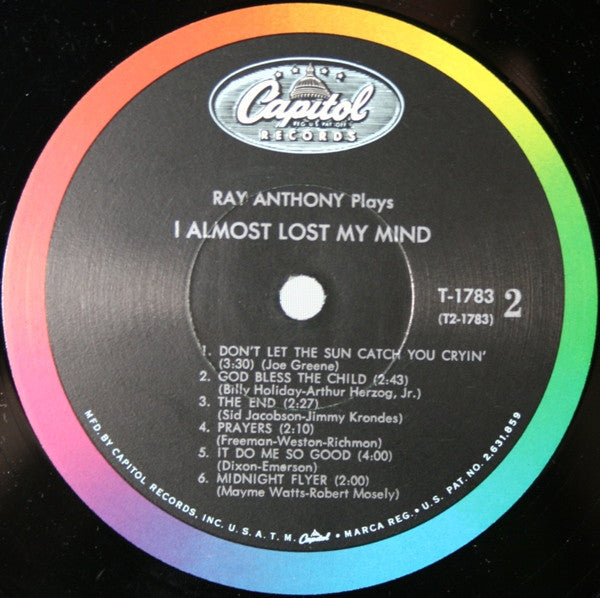 Capitol
REG. U.S. PAT. OFF.
RECORDS
RAY ANTHONY Plays
I ALMOST LOST MY MIND
T-1783 2
(T2-1783)
1. DON'T LET THE SUN CATCH YOU CRYIN'
(3:30) (Joe Greene)
2. GOD BLESS THE CHILD (2:43)
(Billy Holiday-Arthur Herzog, Jr.)
3. THE END (2:27)
(Sid Jacobson-Jimmy Krondes)
4. PRAYERS (2:10)
(Freeman-Weston-Richmon)
5. IT DO ME SO GOOD (4:00)
(Dixon-Emerson)
6. MIDNIGHT FLYER (2:00)
(Mayme Watts-Robert Mosely)
MFD. BY CAPITOL RECORDS, INC. U.S.A. T.M. Capitol • MARCA REG. • U.S. PAT. NO. 2,631,859